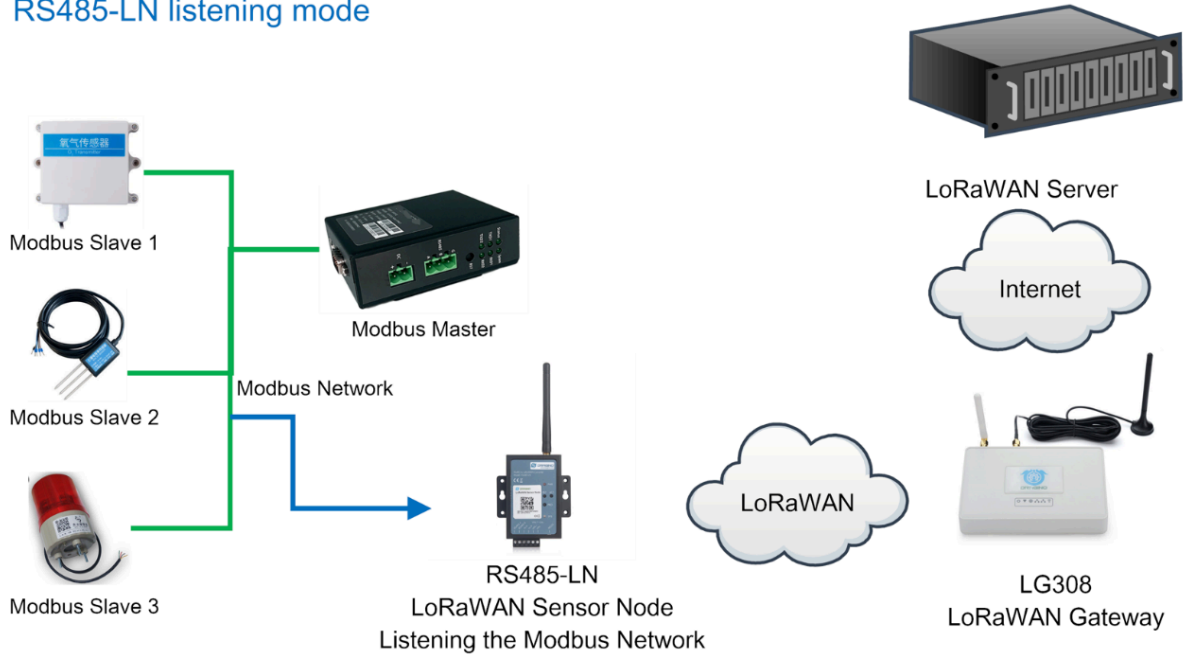 RS485-LN listening mode
氧气传感器
Modbus Slave 1
Modbus Master
Modbus Slave 2
Modbus Network
Modbus Slave 3
RS485-LN
LoRaWAN Sensor Node
Listening the Modbus Network
LoRaWAN
LoRaWAN Server
Internet
LG308
LoRaWAN Gateway